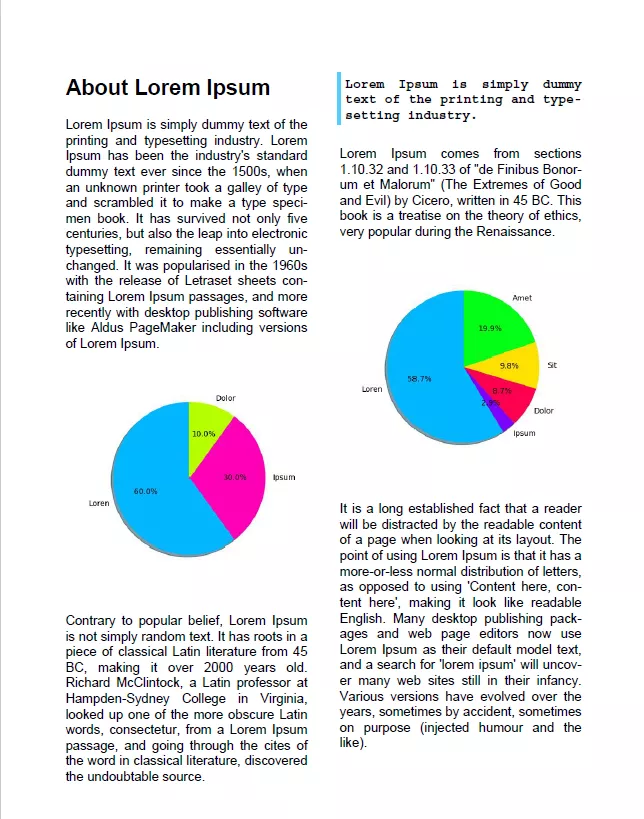 About Lorem Ipsum
Lorem Ipsum is simply dummy text of the
printing and typesetting industry. Lorem
Ipsum has been the industry's standard
dummy text ever since the 1500s, when
an unknown printer took a galley of type
and scrambled it to make a type speci-
men book. It has survived not only five
centuries, but also the leap into electronic
typesetting, remaining essentially un-
changed. It was popularised in the 1960s
with the release of Letraset sheets con-
taining Lorem Ipsum passages, and more
recently with desktop publishing software
like Aldus PageMaker including versions
of Lorem Ipsum.
Dolor
10.0%
30.0%
Ipsum
60.0%
Loren
Contrary to popular belief, Lorem Ipsum
is not simply random text. It has roots in a
piece of classical Latin literature from 45
BC, making it over 2000 years old.
Richard McClintock, a Latin professor at
Hampden-Sydney College in Virginia,
looked up one of the more obscure Latin
words, consectetur, from a Lorem Ipsum
passage, and going through the cites of
the word in classical literature, discovered
the undoubtable source.
Lorem Ipsum is simply dummy
text of the printing and type-
setting industry.
Lorem Ipsum comes from sections
1.10.32 and 1.10.33 of "de Finibus Bonor-
um et Malorum" (The Extremes of Good
and Evil) by Cicero, written in 45 BC. This
book is a treatise on the theory of ethics,
very popular during the Renaissance.
Amet
19.9%
9.8%
Sit
58.7%
Loren
Dolor
Ipsum
It is a long established fact that a reader
will be distracted by the readable content
of a page when looking at its layout. The
point of using Lorem Ipsum is that it has a
more-or-less normal distribution of letters,
as opposed to using 'Content here, con-
tent here', making it look like readable
English. Many desktop publishing pack-
ages and web page editors now use
Lorem Ipsum as their default model text,
and a search for 'lorem ipsum' will uncov-
er many web sites still in their infancy.
Various versions have evolved over the
years, sometimes by accident, sometimes
on purpose (injected humour and the
like).